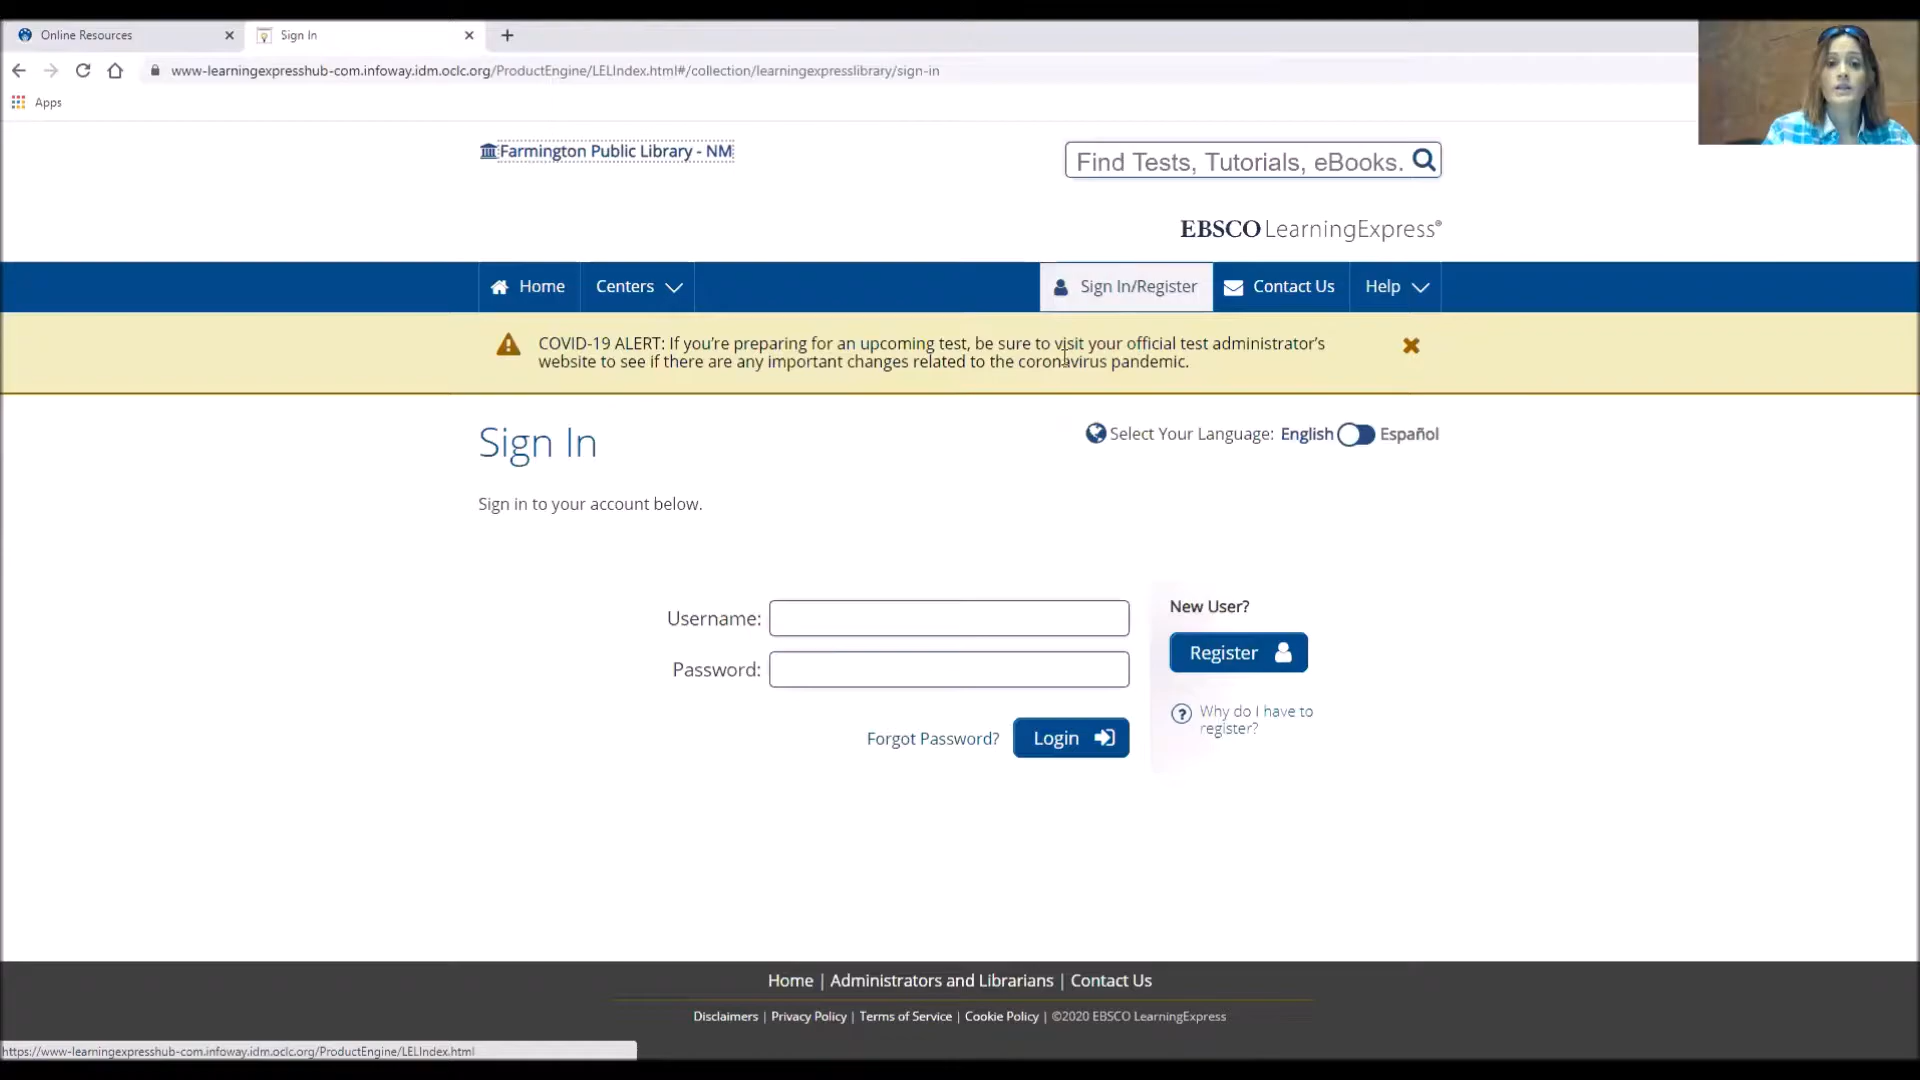 Online Resources
Sign In
www-learningexpresshub-com.infoway.idm.oclc.org/ProductEngine/LELIndex.html#/collection/learningexpresslibrary/sign-in
Apps
Farmington Public Library - NM
Find Tests, Tutorials, eBooks.
EBSCO LearningExpress®
Home
Centers
Sign In/Register
Contact Us
Help
COVID-19 ALERT: If you’re preparing for an upcoming test, be sure to visit your official test administrator’s
website to see if there are any important changes related to the coronavirus pandemic.
Sign In
Select Your Language: English Español
Sign in to your account below.
Username:
Password:
Forgot Password?
Login
New User?
Register
Why do I have to
register?
Home | Administrators and Librarians | Contact Us
Disclaimers | Privacy Policy | Terms of Service | Cookie Policy | ©2020 EBSCO LearningExpress
https://www-learningexpresshub-com.infoway.idm.oclc.org/ProductEngine/LELIndex.html